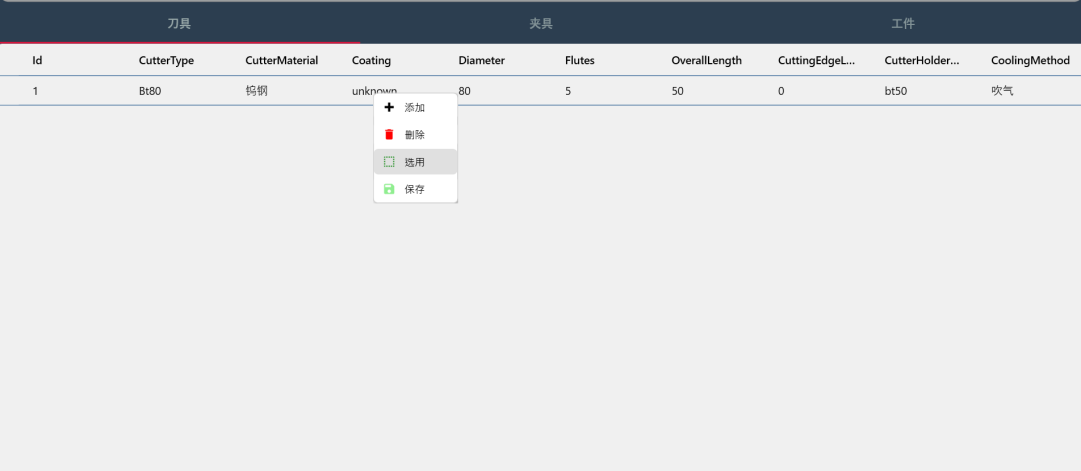 刀具 夹具 工件
Id CutterType CutterMaterial Coating Diameter Flutes OverallLength CuttingEdgeL... CutterHolder... CoolingMethod
1 Bt80 钨钢 unknown 80 5 50 0 bt50 吹气
添加
删除
选用
保存